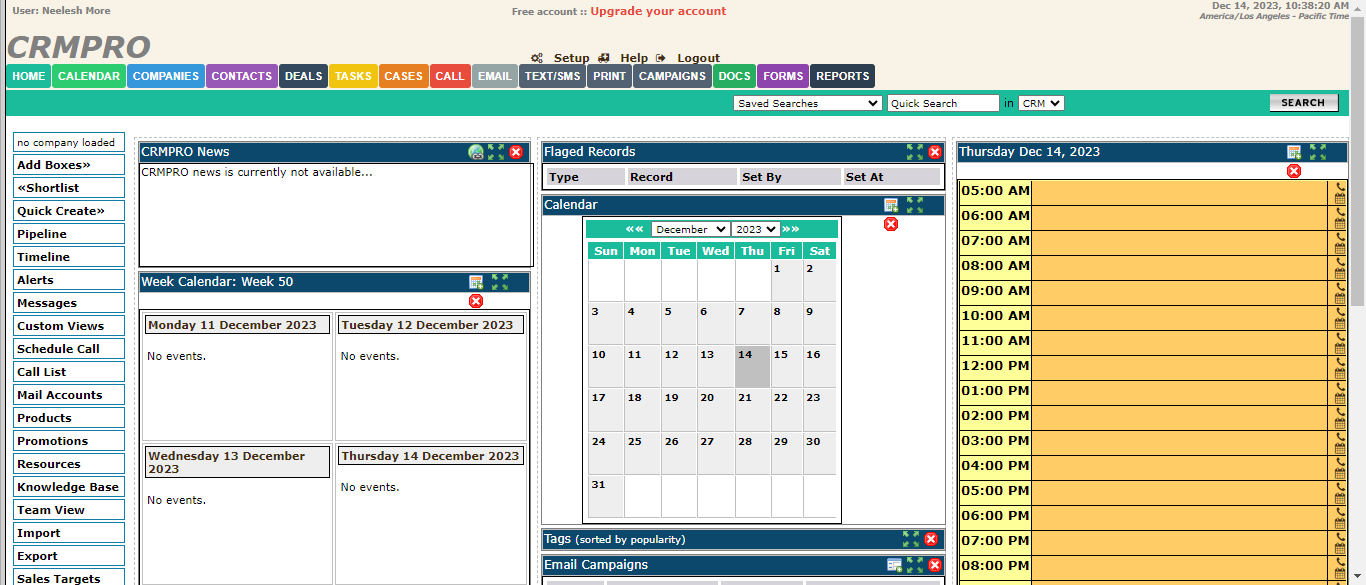 User: Neelesh More
Free account :: Upgrade your account
Dec 14, 2023, 10:38:20 AM
America/Los Angeles - Pacific Time
CRMPRO
Setup Help Logout
HOME CALENDAR COMPANIES CONTACTS DEALS TASKS CASES CALL EMAIL TEXT/SMS PRINT CAMPAIGNS DOCS FORMS REPORTS
Saved Searches Quick Search in CRM SEARCH
no company loaded
Add Boxes»
«Shortlist
Quick Create»
Pipeline
Timeline
Alerts
Messages
Custom Views
Schedule Call
Call List
Mail Accounts
Products
Promotions
Resources
Knowledge Base
Team View
Import
Export
Sales Targets
CRMPRO News
CRMPRO news is currently not available...
Week Calendar: Week 50
Monday 11 December 2023
No events.
Tuesday 12 December 2023
No events.
Wednesday 13 December
2023
No events.
Thursday 14 December 2023
No events.
Flaged Records
Type Record Set By Set At
Calendar
«« December 2023 »»
Sun Mon Tue Wed Thu Fri Sat
1 2
3 4 5 6 7 8 9
10 11 12 13 14 15 16
17 18 19 20 21 22 23
24 25 26 27 28 29 30
31
Tags (sorted by popularity)
Email Campaigns
Thursday Dec 14, 2023
05:00 AM
06:00 AM
07:00 AM
08:00 AM
09:00 AM
10:00 AM
11:00 AM
12:00 PM
01:00 PM
02:00 PM
03:00 PM
04:00 PM
05:00 PM
06:00 PM
07:00 PM
08:00 PM